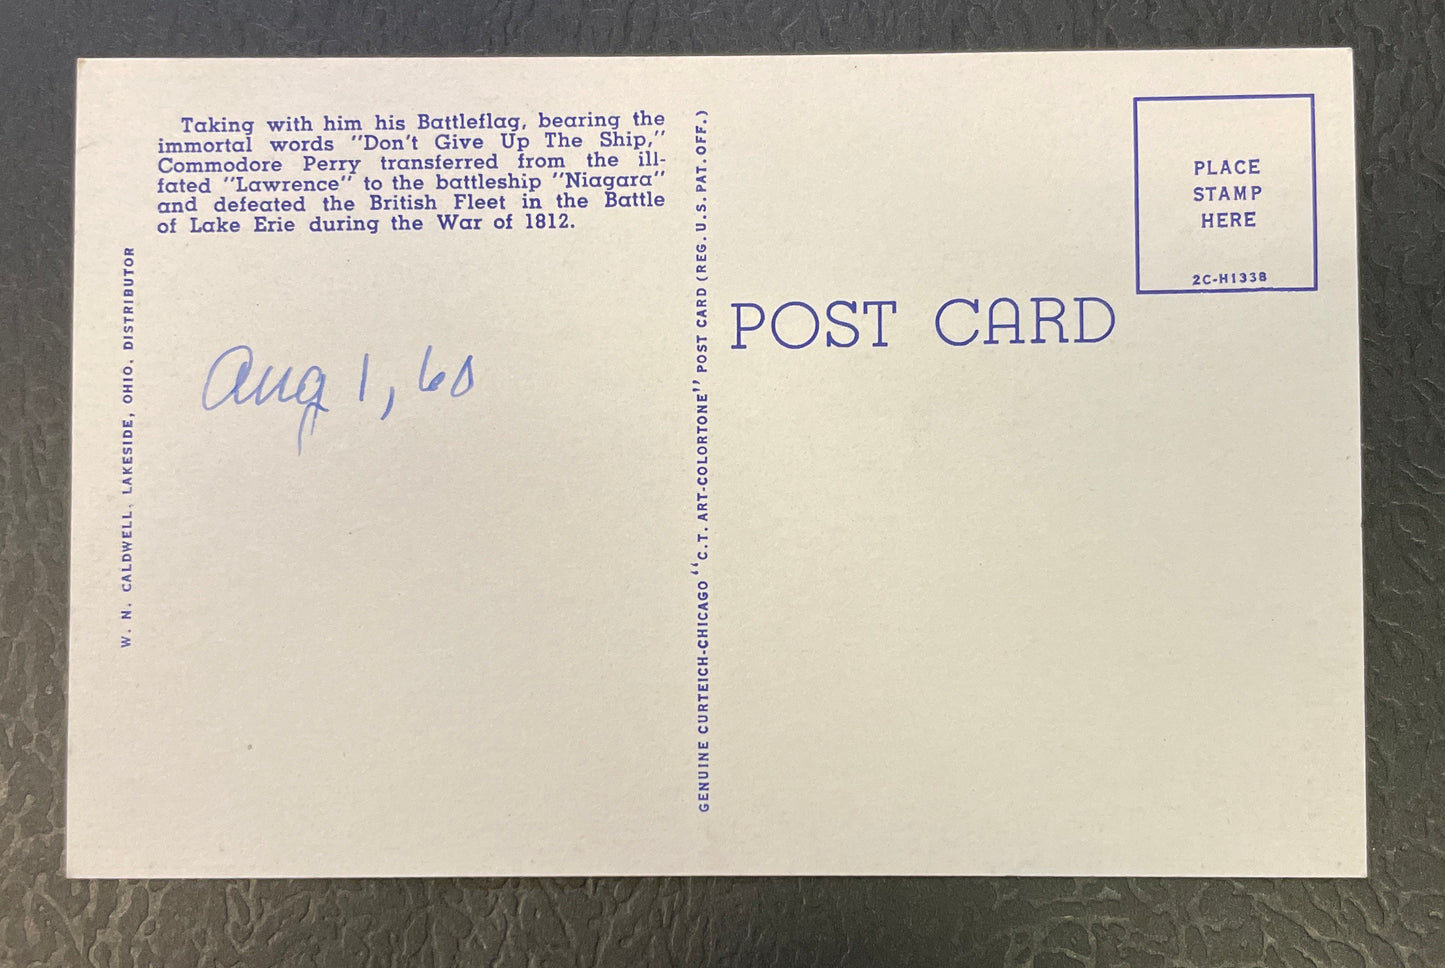 Taking with him his Battleflag, bearing the
immortal words "Don't Give Up The Ship,"
Commodore Perry transferred from the ill-
fated "Lawrence" to the battleship "Niagara"
and defeated the British Fleet in the Battle
of Lake Erie during the War of 1812.
W. N. CALDWELL, LAKESIDE, OHIO. DISTRIBUTOR
Aug 1, 60
GENUINE CURTEICH-CHICAGO "C.T. ART-COLORTONE" POST CARD (REG. U.S. PAT. OFF.)
POST CARD
PLACE
STAMP
HERE
2C-H1338